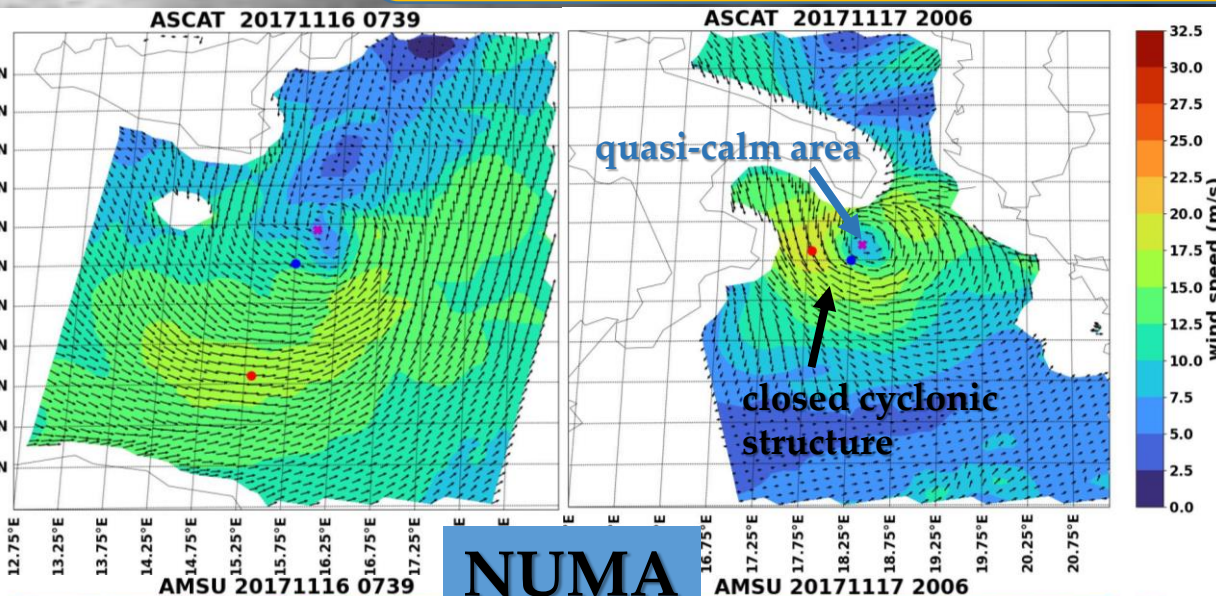 ASCAT 20171116 0739
ASCAT 20171117 2006
quasi-calm area
closed cyclonic
structure
N
N
N
N
N
N
N
N
N
N
N
32.5
30.0
27.5
25.0
22.5
20.0
17.5
15.0
12.5
10.0
7.5
5.0
2.5
0.0
wind speed (m/s)
12.75°E
13.25°E
13.75°E
14.25°E
14.75°E
15.25°E
15.75°E
16.25°E
16.75°E
16.75°E
17.25°E
17.75°E
18.25°E
18.75°E
19.25°E
19.75°E
20.25°E
20.75°E
AMSU 20171116 0739
NUMA
AMSU 20171117 2006